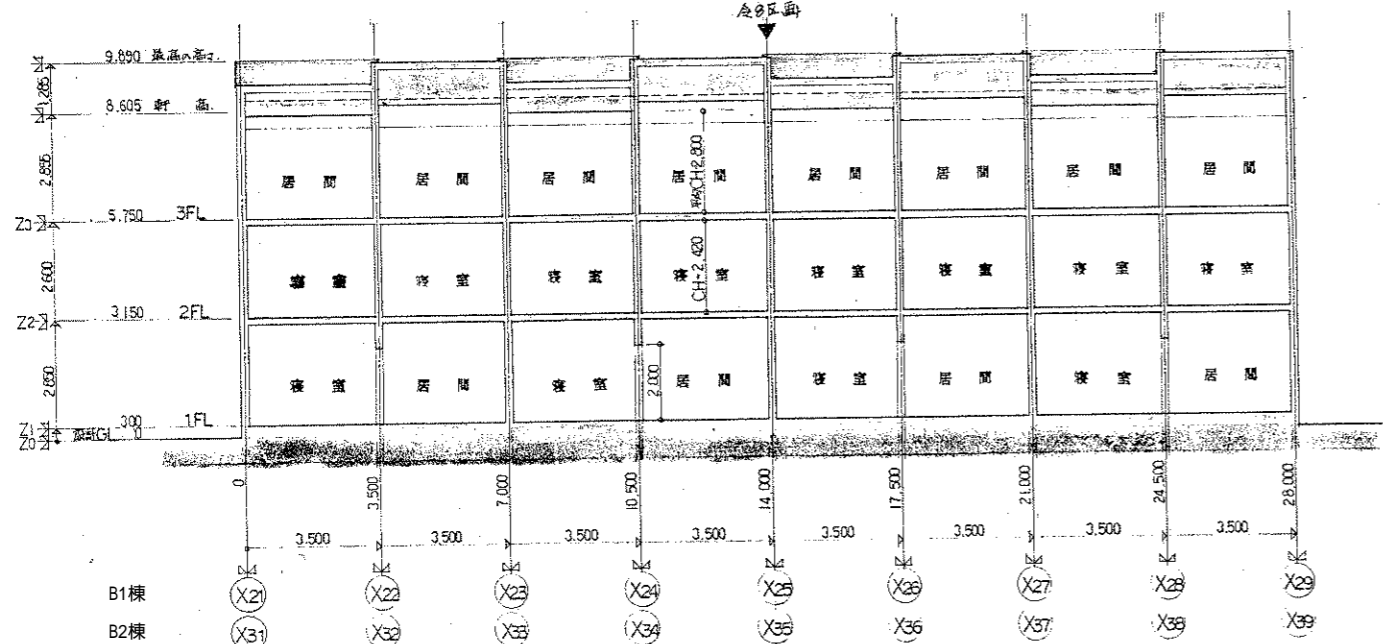 9.890 最高の高さ
1,285
8.605 軒 高
2,855
居 間 居 間 居 間 居 間 居 間 居 間 居 間 居 間
平均CH=2,800
Z3 5.750 3FL
2,600
寝 室 寝 室 寝 室 寝 室 寝 室 寝 室 寝 室
CH=2,420
Z2 3.150 2FL
2,850
寝 室 居 間 寝 室 居 間 寝 室 居 間 寝 室 居 間
2,000
Z1 300 1FL
Z0 設計GL 0
0 3,500 7,000 10,500 14,000 17,500 21,000 24,500 28,000
3,500 3,500 3,500 3,500 3,500 3,500 3,500 3,500
B1棟 X21 X22 X23 X24 X25 X26 X27 X28 X29
B2棟 X31 X32 X33 X34 X35 X36 X37 X38 X39